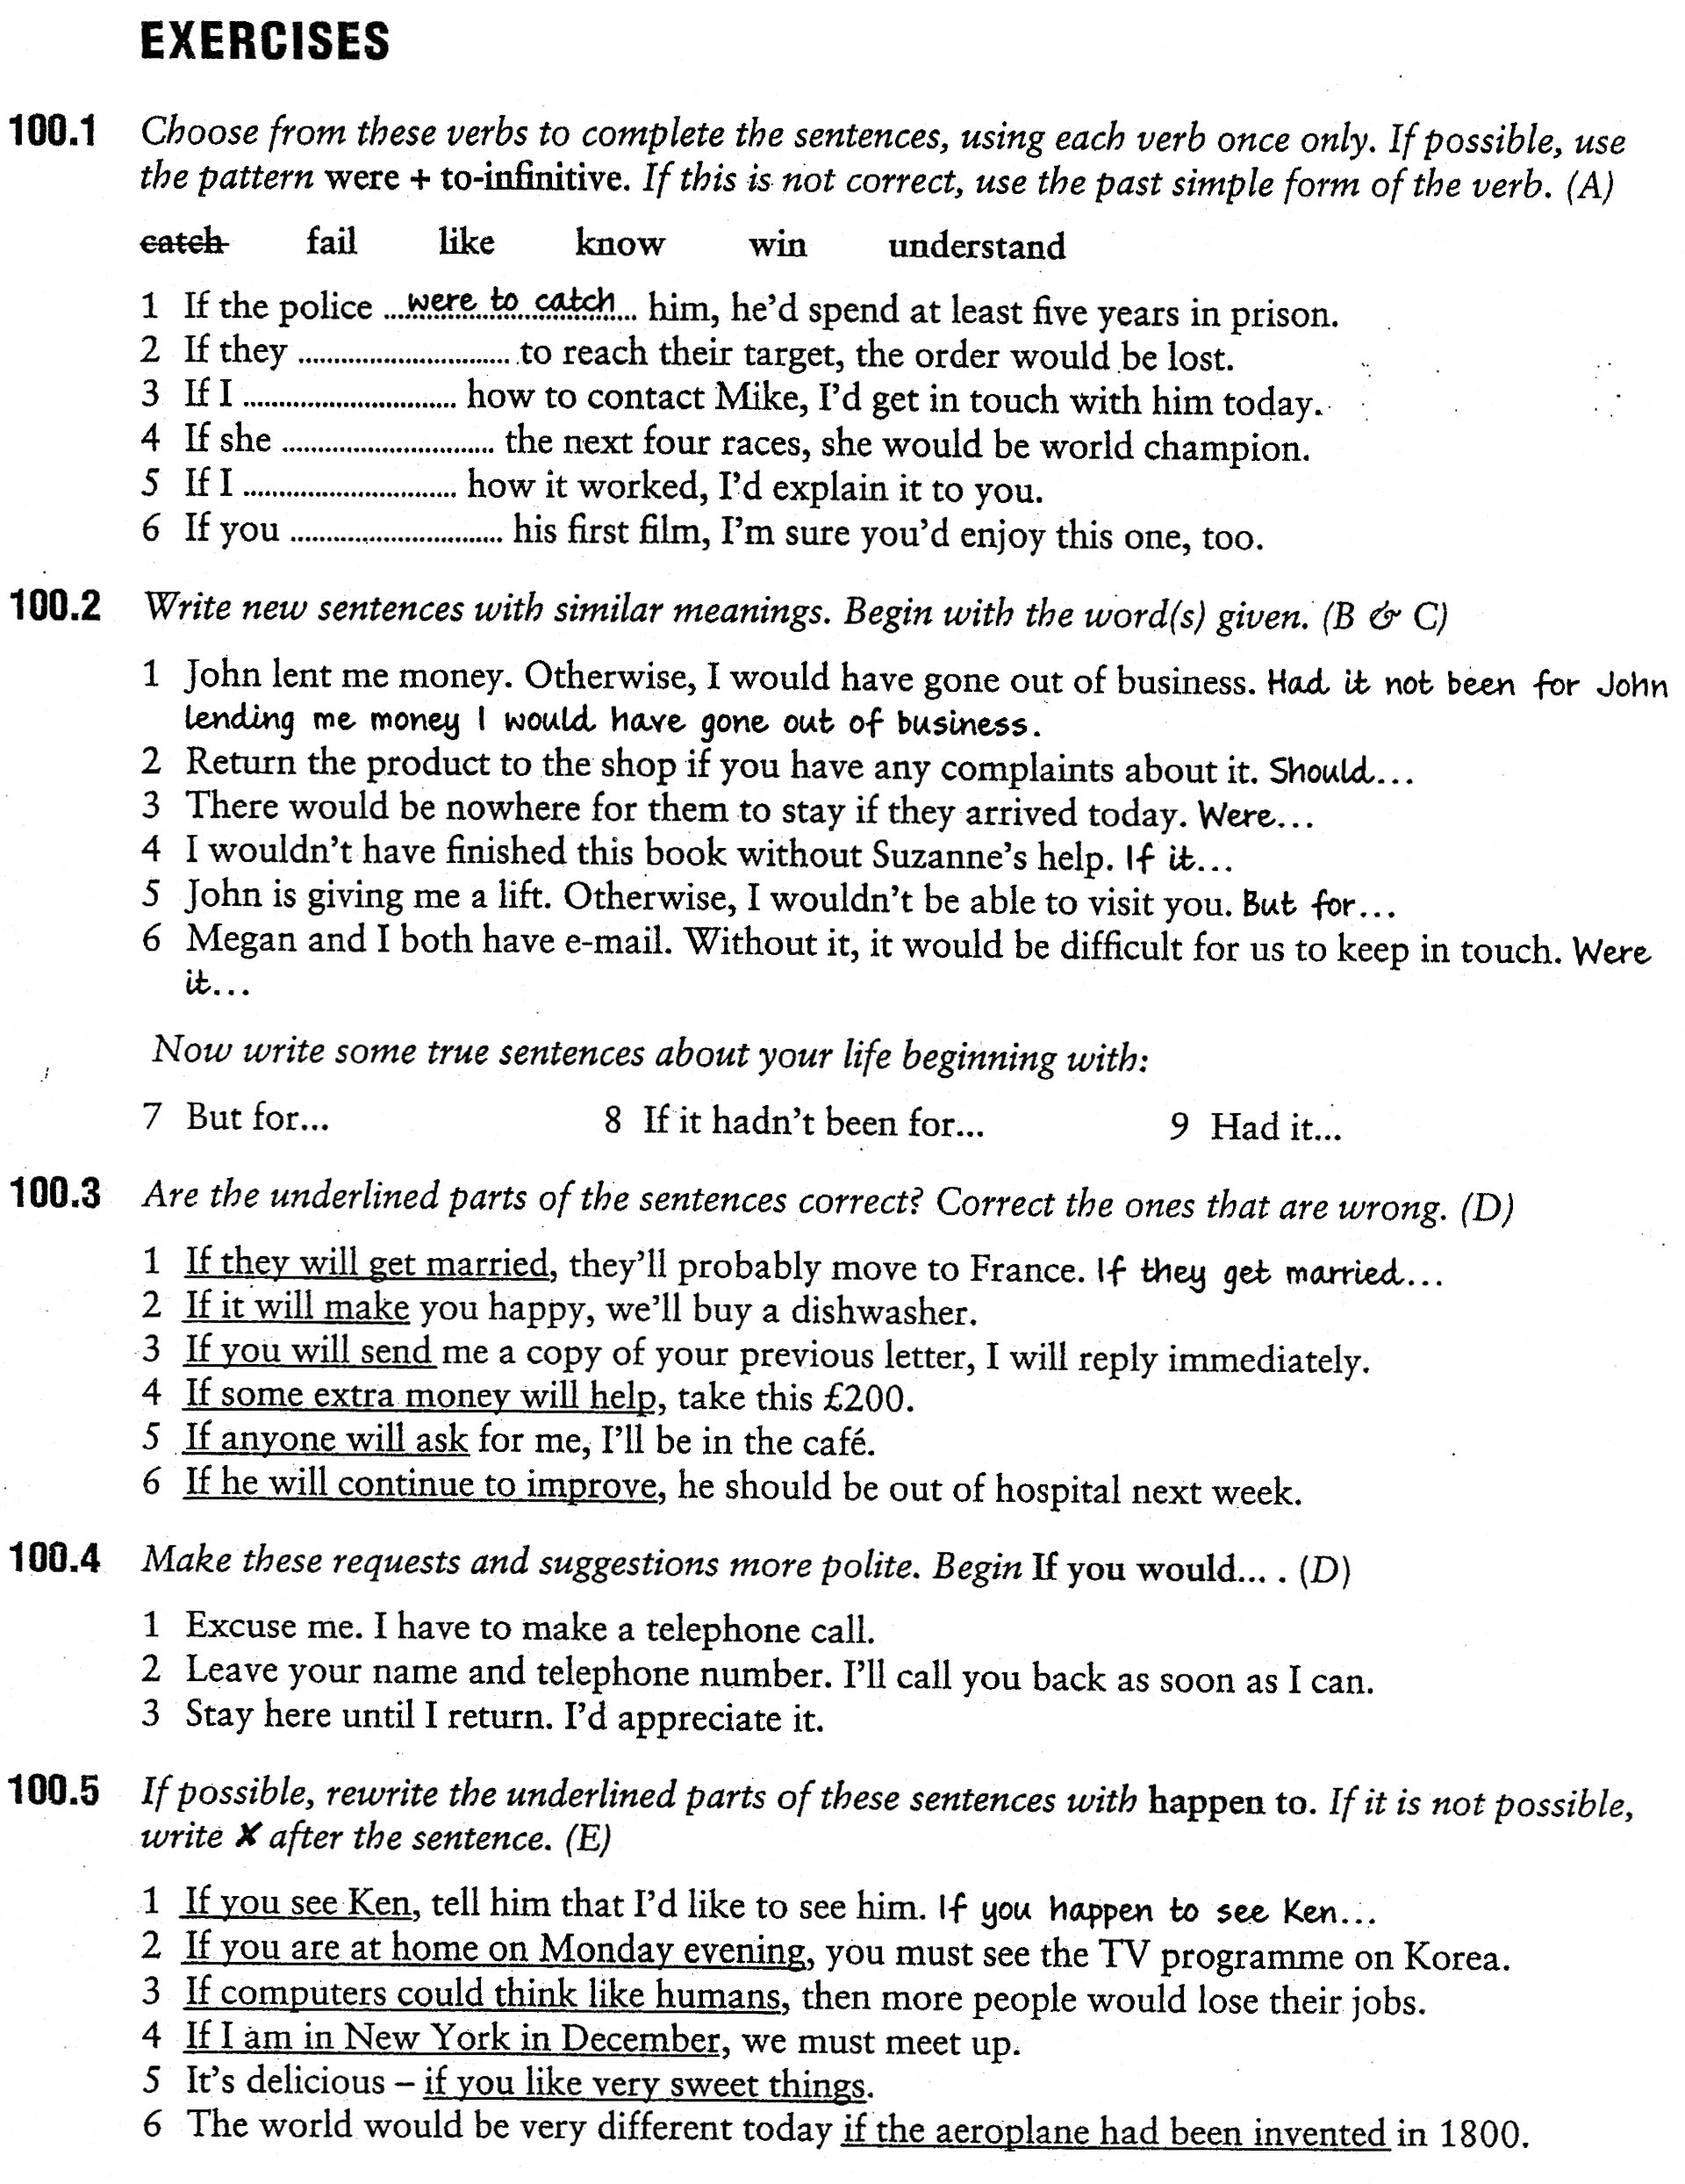 EXERCISES
100.1 Choose from these verbs to complete the sentences, using each verb once only. If possible, use
the pattern were + to-infinitive. If this is not correct, use the past simple form of the verb. (A)
catch fail like know win understand
1 If the police ...were to catch... him, he'd spend at least five years in prison.
2 If they .............................. to reach their target, the order would be lost.
3 If I .............................. how to contact Mike, I'd get in touch with him today.
4 If she .............................. the next four races, she would be world champion.
5 If I .............................. how it worked, I'd explain it to you.
6 If you .............................. his first film, I'm sure you'd enjoy this one, too.
100.2 Write new sentences with similar meanings. Begin with the word(s) given. (B & C)
1 John lent me money. Otherwise, I would have gone out of business. Had it not been for John
lending me money I would have gone out of business.
2 Return the product to the shop if you have any complaints about it. Should...
3 There would be nowhere for them to stay if they arrived today. Were...
4 I wouldn't have finished this book without Suzanne's help. If it...
5 John is giving me a lift. Otherwise, I wouldn't be able to visit you. But for...
6 Megan and I both have e-mail. Without it, it would be difficult for us to keep in touch. Were
it...
Now write some true sentences about your life beginning with:
7 But for... 8 If it hadn't been for... 9 Had it...
100.3 Are the underlined parts of the sentences correct? Correct the ones that are wrong. (D)
1 If they will get married, they'll probably move to France. If they get married...
2 If it will make you happy, we'll buy a dishwasher.
3 If you will send me a copy of your previous letter, I will reply immediately.
4 If some extra money will help, take this £200.
5 If anyone will ask for me, I'll be in the café.
6 If he will continue to improve, he should be out of hospital next week.
100.4 Make these requests and suggestions more polite. Begin If you would... . (D)
1 Excuse me. I have to make a telephone call.
2 Leave your name and telephone number. I'll call you back as soon as I can.
3 Stay here until I return. I'd appreciate it.
100.5 If possible, rewrite the underlined parts of these sentences with happen to. If it is not possible,
write ✗ after the sentence. (E)
1 If you see Ken, tell him that I'd like to see him. If you happen to see Ken...
2 If you are at home on Monday evening, you must see the TV programme on Korea.
3 If computers could think like humans, then more people would lose their jobs.
4 If I am in New York in December, we must meet up.
5 It's delicious – if you like very sweet things.
6 The world would be very different today if the aeroplane had been invented in 1800.